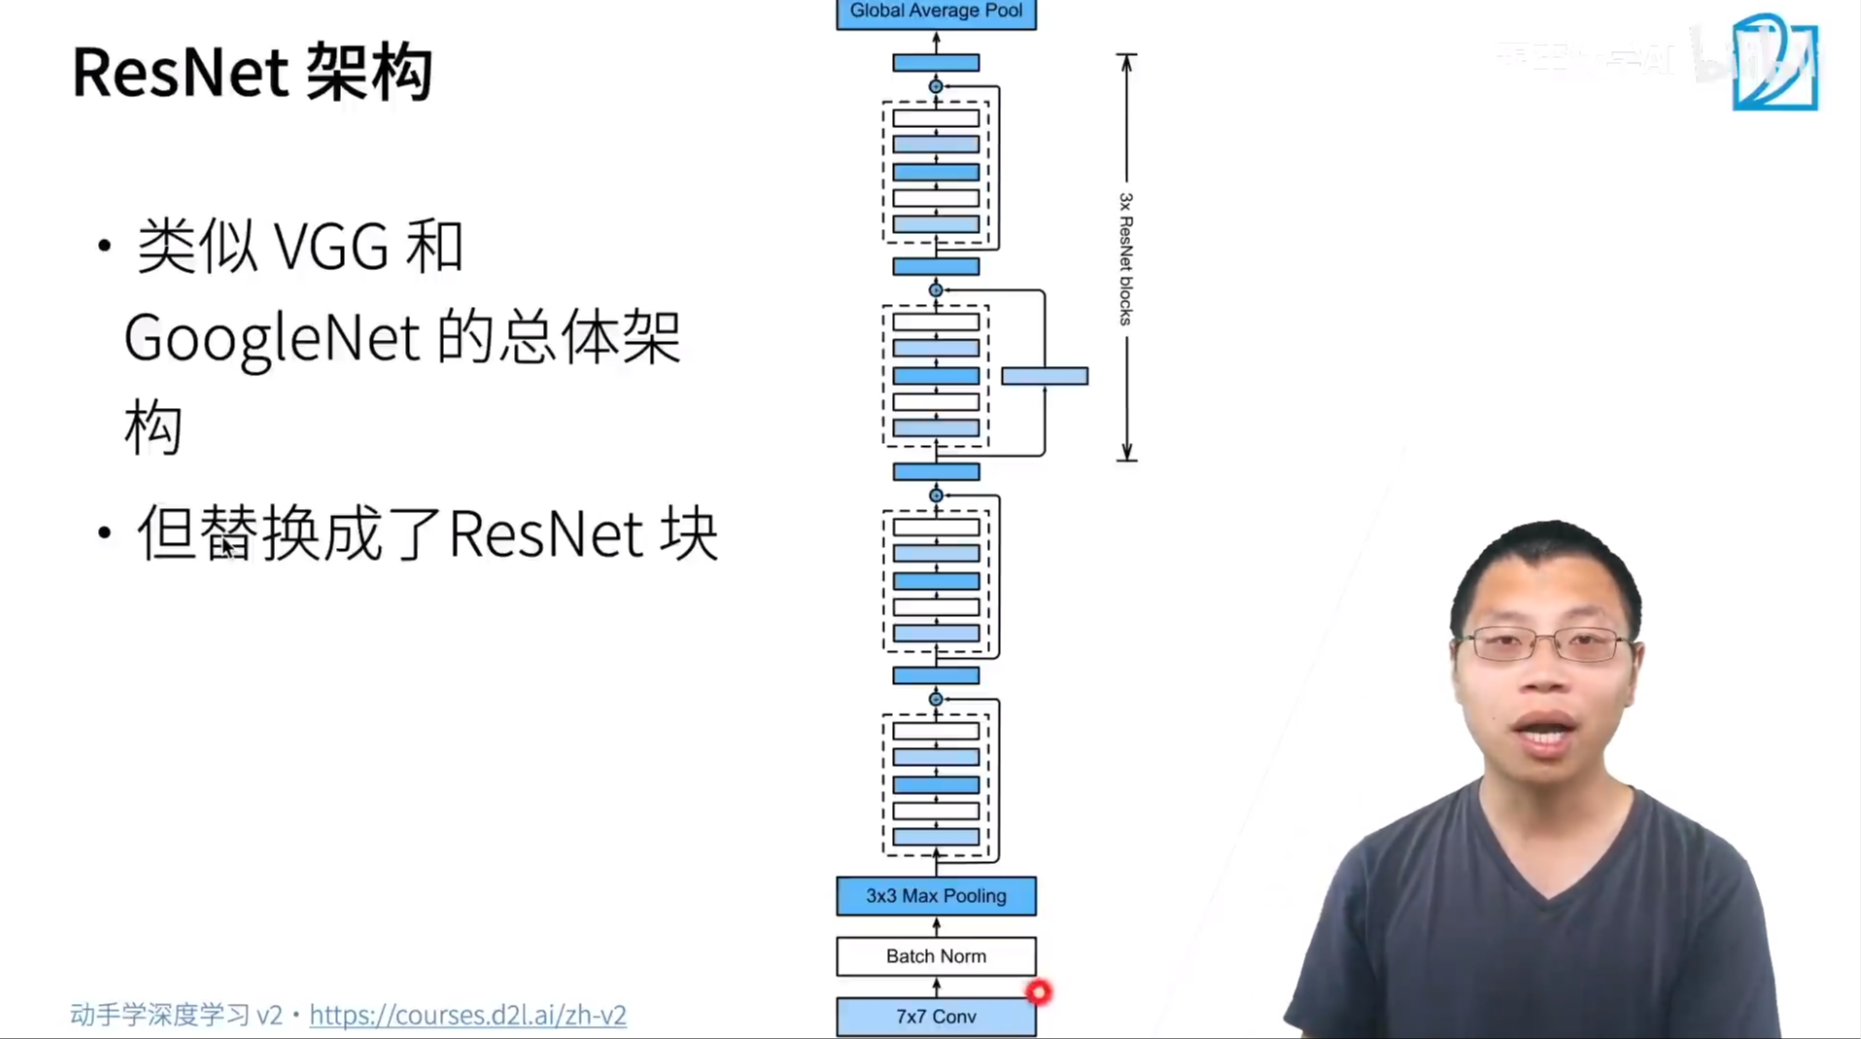 ResNet 架构
• 类似 VGG 和
GoogleNet 的总体架
构
• 但替换成了ResNet 块
Global Average Pool
3x ResNet blocks
3x3 Max Pooling
Batch Norm
7x7 Conv
动手学深度学习 v2 • https://courses.d2l.ai/zh-v2